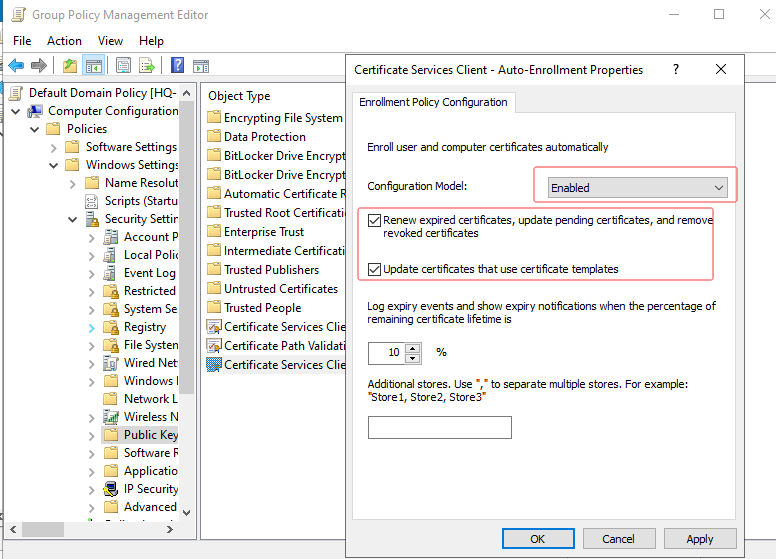 Group Policy Management Editor
File Action View Help
Default Domain Policy [HQ-
Computer Configuration
Policies
Software Settings
Windows Settings
Name Resolut
Scripts (Startu
Security Settin
Account P
Local Polic
Event Log
Restricted
System Se
Registry
File System
Wired Net
Windows
Network L
Wireless N
Public Key
Software R
Application
IP Security
Advanced
Object Type
Encrypting File System
Data Protection
BitLocker Drive Encrypt
BitLocker Drive Encrypt
Automatic Certificate R
Trusted Root Certificatio
Enterprise Trust
Intermediate Certificati
Trusted Publishers
Untrusted Certificates
Trusted People
Certificate Services Clie
Certificate Path Validati
Certificate Services Clie
Certificate Services Client - Auto-Enrollment Properties
Enrollment Policy Configuration
Enroll user and computer certificates automatically
Configuration Model: Enabled
Renew expired certificates, update pending certificates, and remove
revoked certificates
Update certificates that use certificate templates
Log expiry events and show expiry notifications when the percentage of
remaining certificate lifetime is
10 %
Additional stores. Use "," to separate multiple stores. For example:
"Store1, Store2, Store3"
OK Cancel Apply